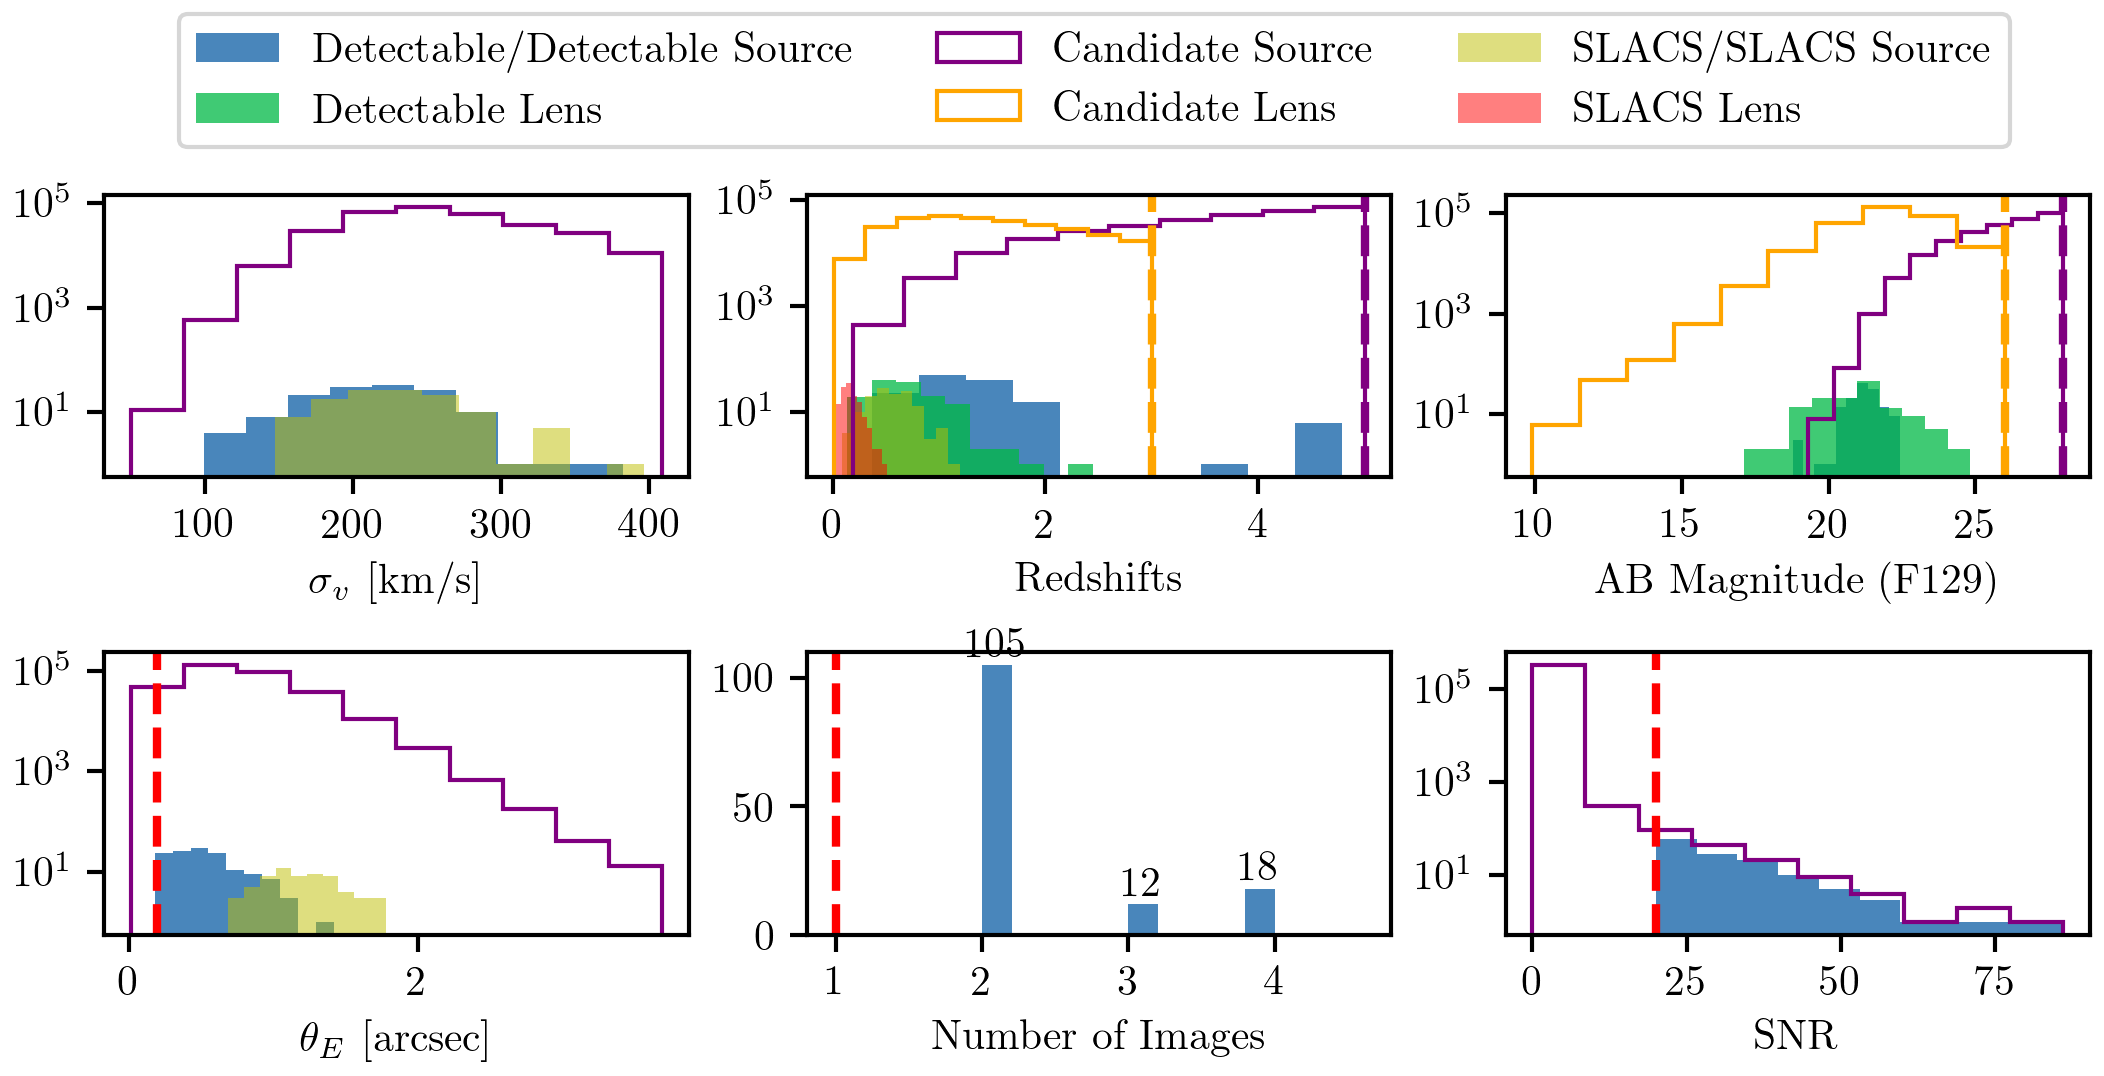 Detectable/Detectable Source
Candidate Source
SLACS/SLACS Source
Detectable Lens
Candidate Lens
SLACS Lens
10^5
10^3
10^1
100 200 300 400
σ_v [km/s]
10^5
10^3
10^1
0 2 4
Redshifts
10^5
10^3
10^1
10 15 20 25
AB Magnitude (F129)
10^5
10^3
10^1
0 2
θ_E [arcsec]
105
12
18
100
50
0
1 2 3 4
Number of Images
10^5
10^3
10^1
0 25 50 75
SNR